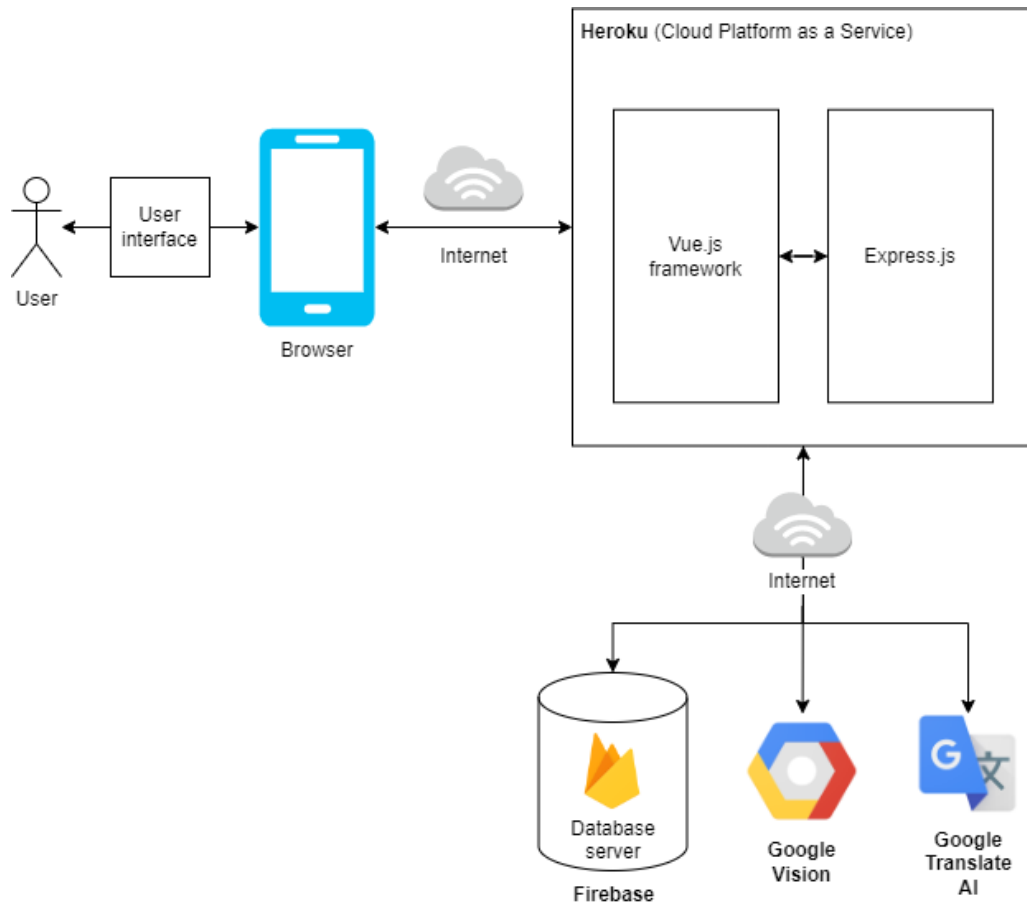 Heroku (Cloud Platform as a Service)
User
interface
Vue.js
framework
Express.js
Internet
User
Browser
Internet
G
文
Database
server
Firebase
Google
Vision
Google
Translate
AI